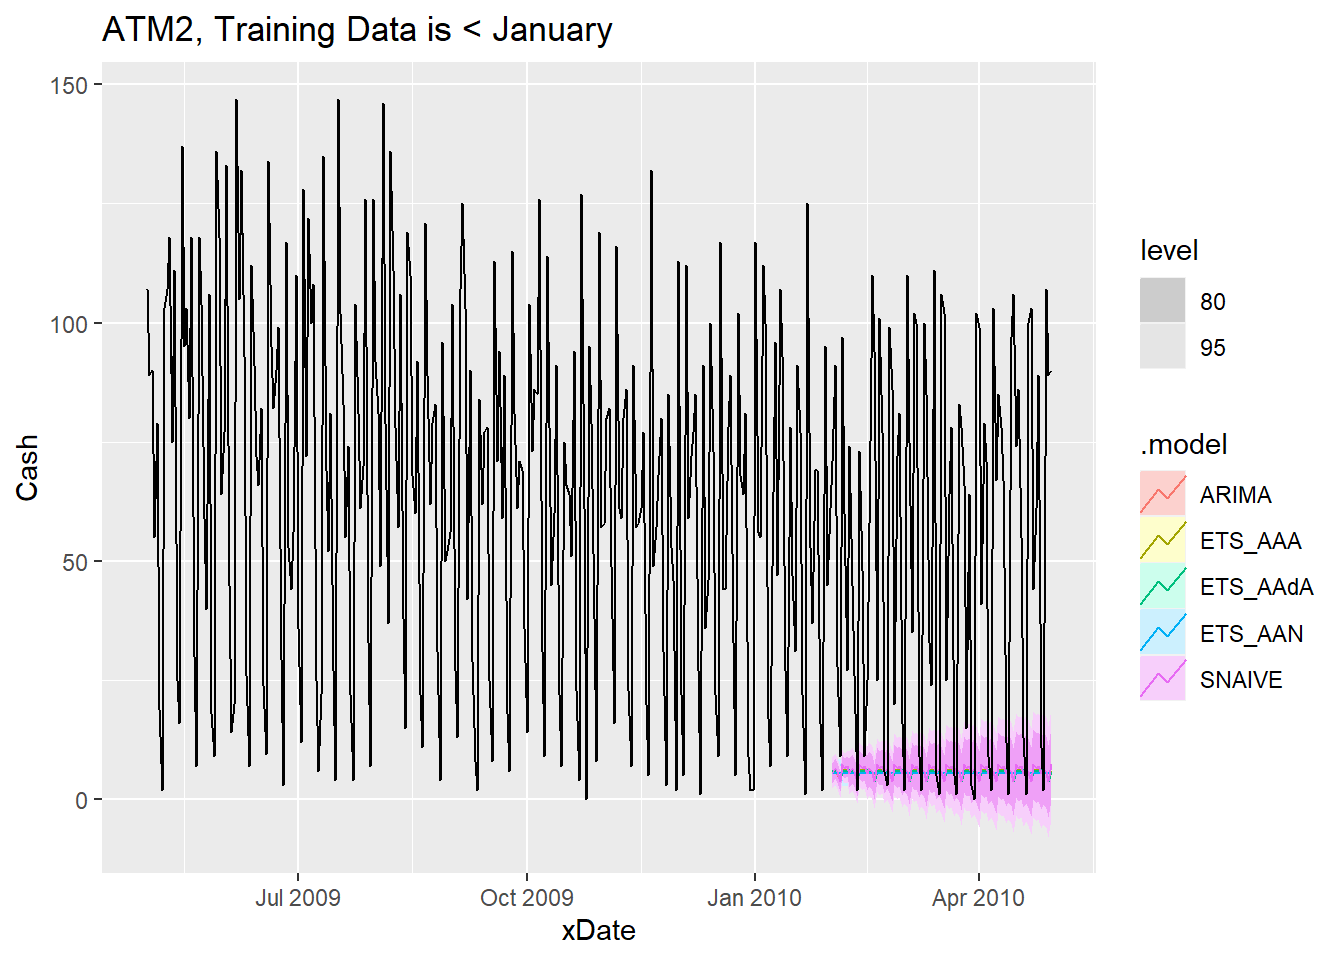 ATM2, Training Data is < January
150
100
50
0
Cash
Jul 2009
Oct 2009
Jan 2010
Apr 2010
xDate
level
80
95
.model
ARIMA
ETS_AAA
ETS_AAdA
ETS_AAN
SNAIVE